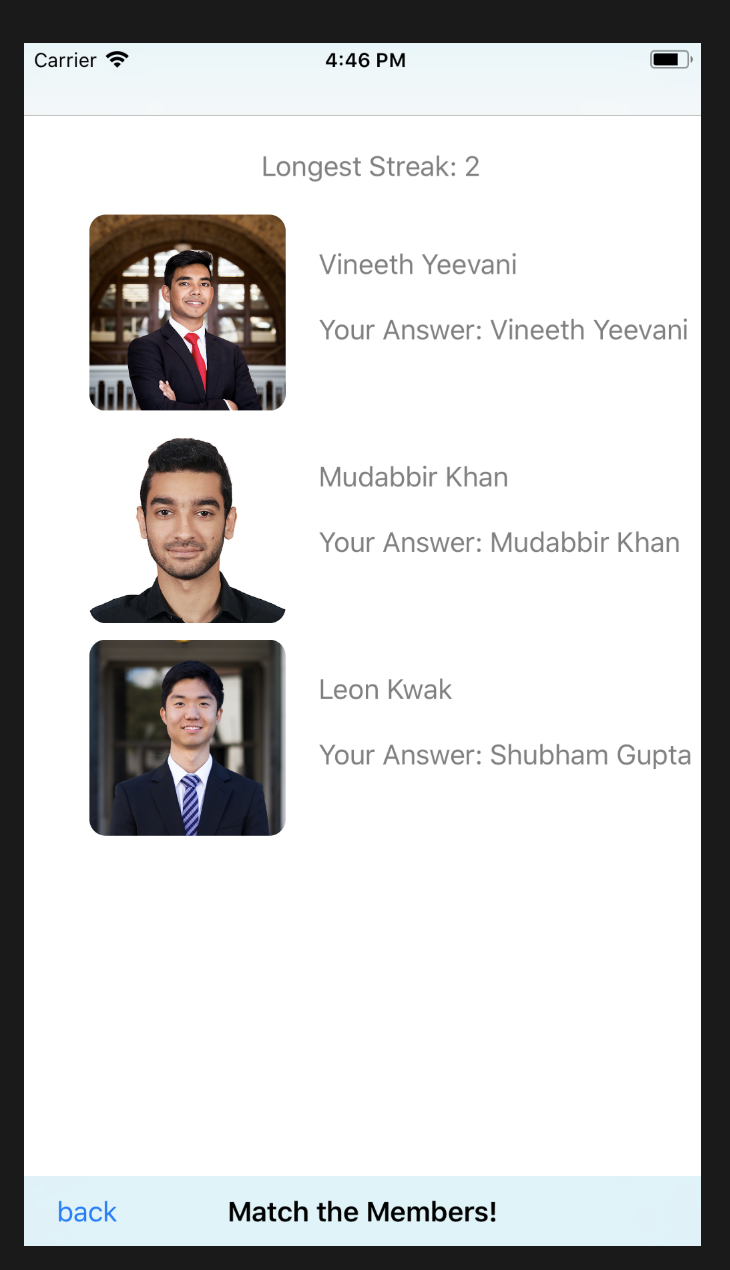 Carrier 4:46 PM
Longest Streak: 2
Vineeth Yeevani
Your Answer: Vineeth Yeevani
Mudabbir Khan
Your Answer: Mudabbir Khan
Leon Kwak
Your Answer: Shubham Gupta
back Match the Members!